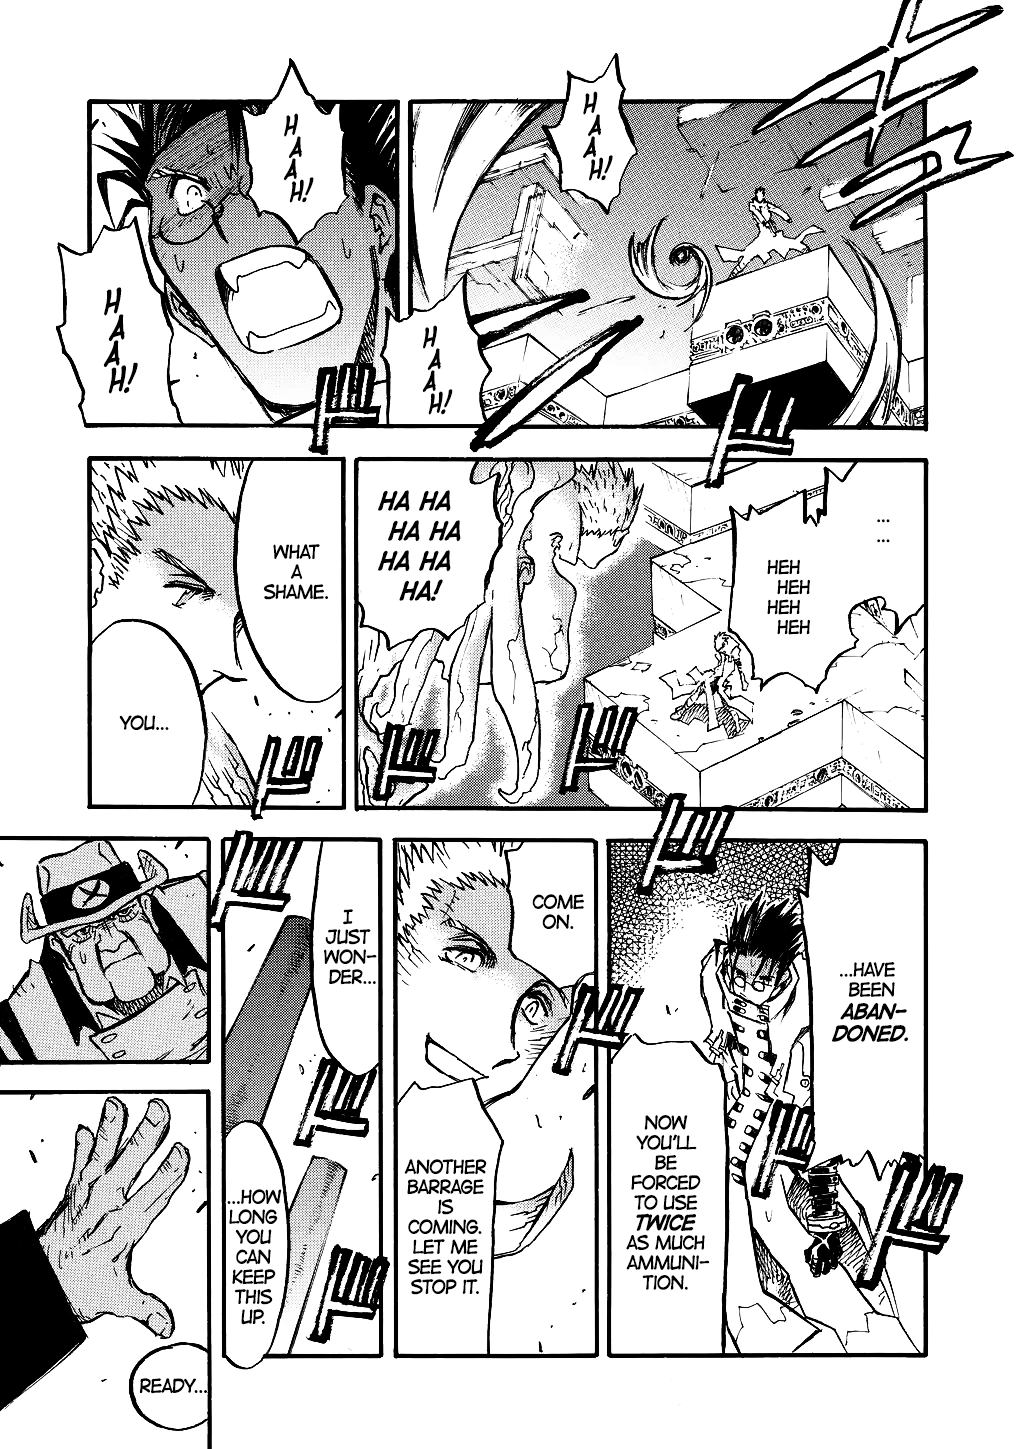 HAAH!
HAAH!
HAAH!
HAAH!
...
...
HEH
HEH
HEH
HEH
HA HA
HA HA
HA HA
HA!
WHAT
A
SHAME.
YOU...
...HAVE
BEEN
ABAN-
DONED.
NOW
YOU'LL
BE
FORCED
TO USE
TWICE
AS MUCH
AMMUNI-
TION.
COME
ON.
ANOTHER
BARRAGE
IS
COMING.
LET ME
SEE YOU
STOP IT.
I
JUST
WON-
DER...
...HOW
LONG
YOU
CAN
KEEP
THIS
UP.
READY...